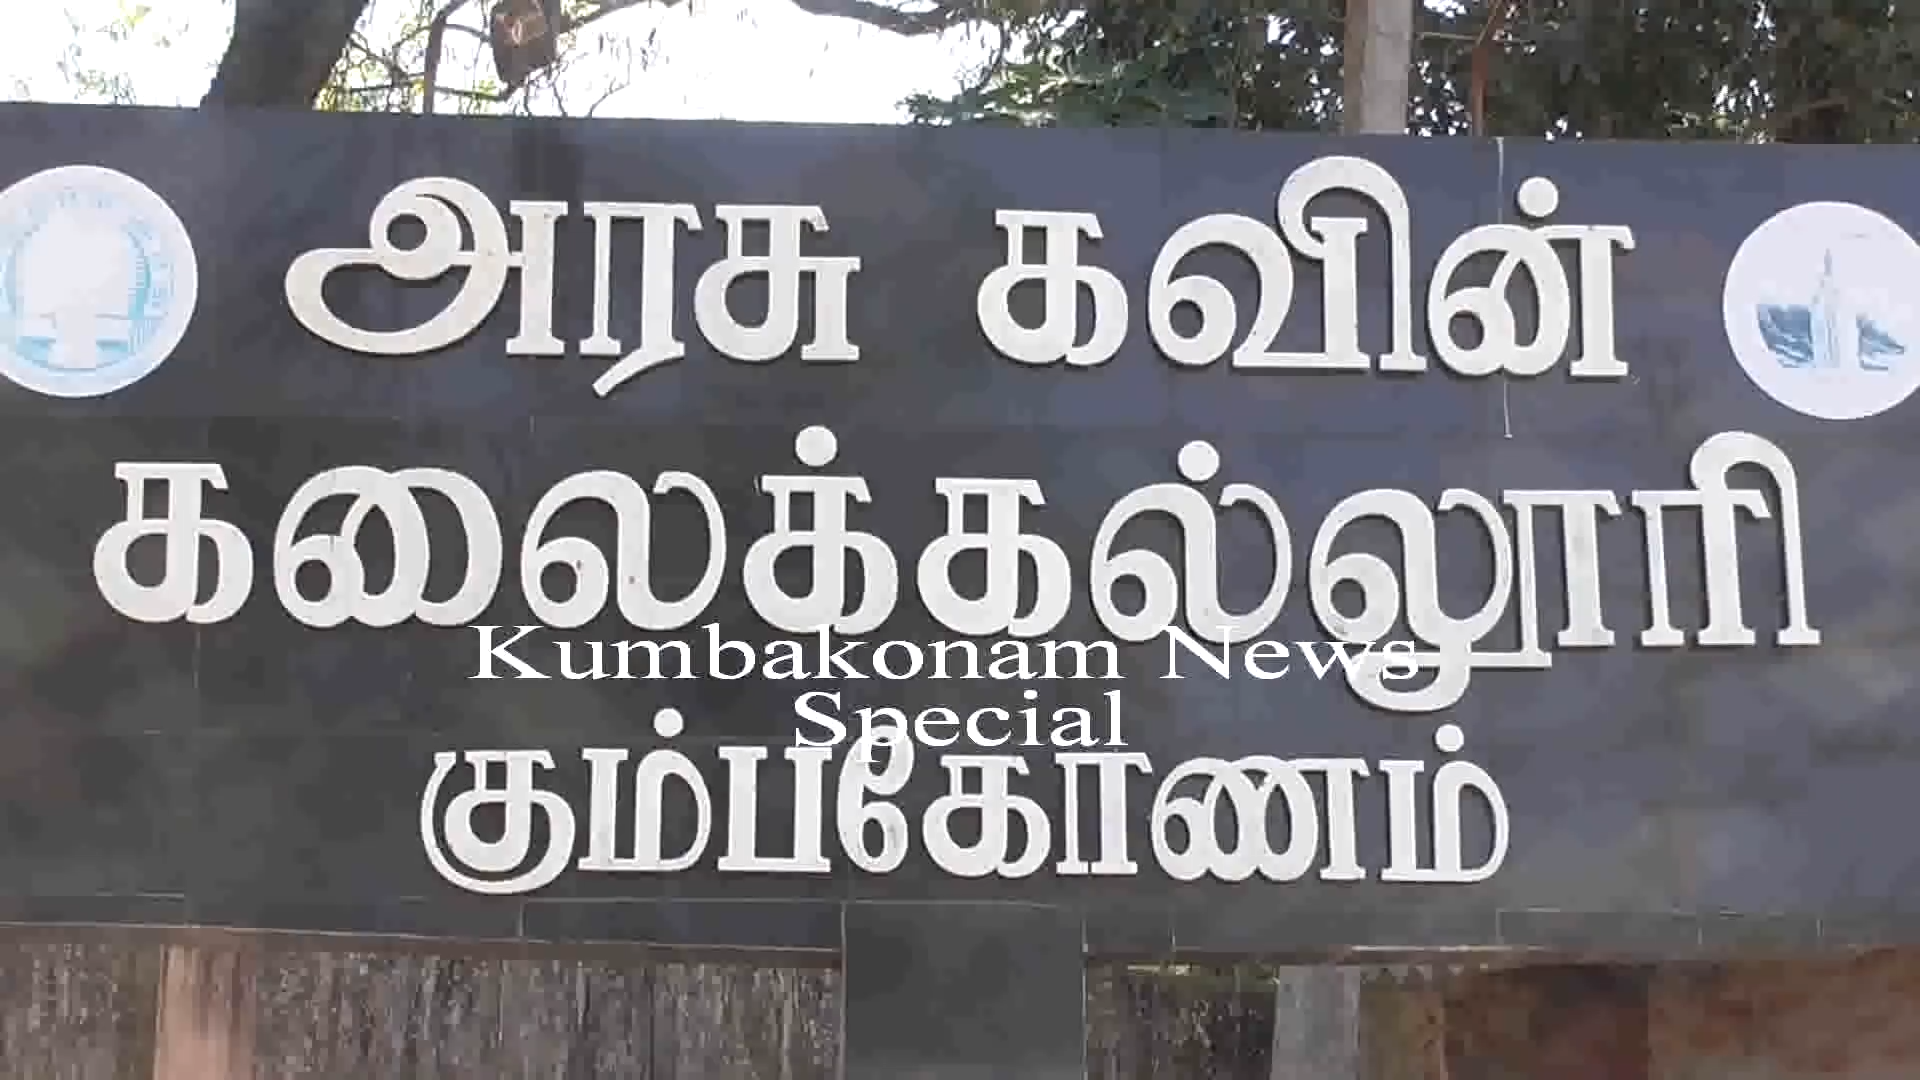 அரசு கவின்
கலைக்கல்லூரி
Kumbakonam News
Special
கும்பகோணம்